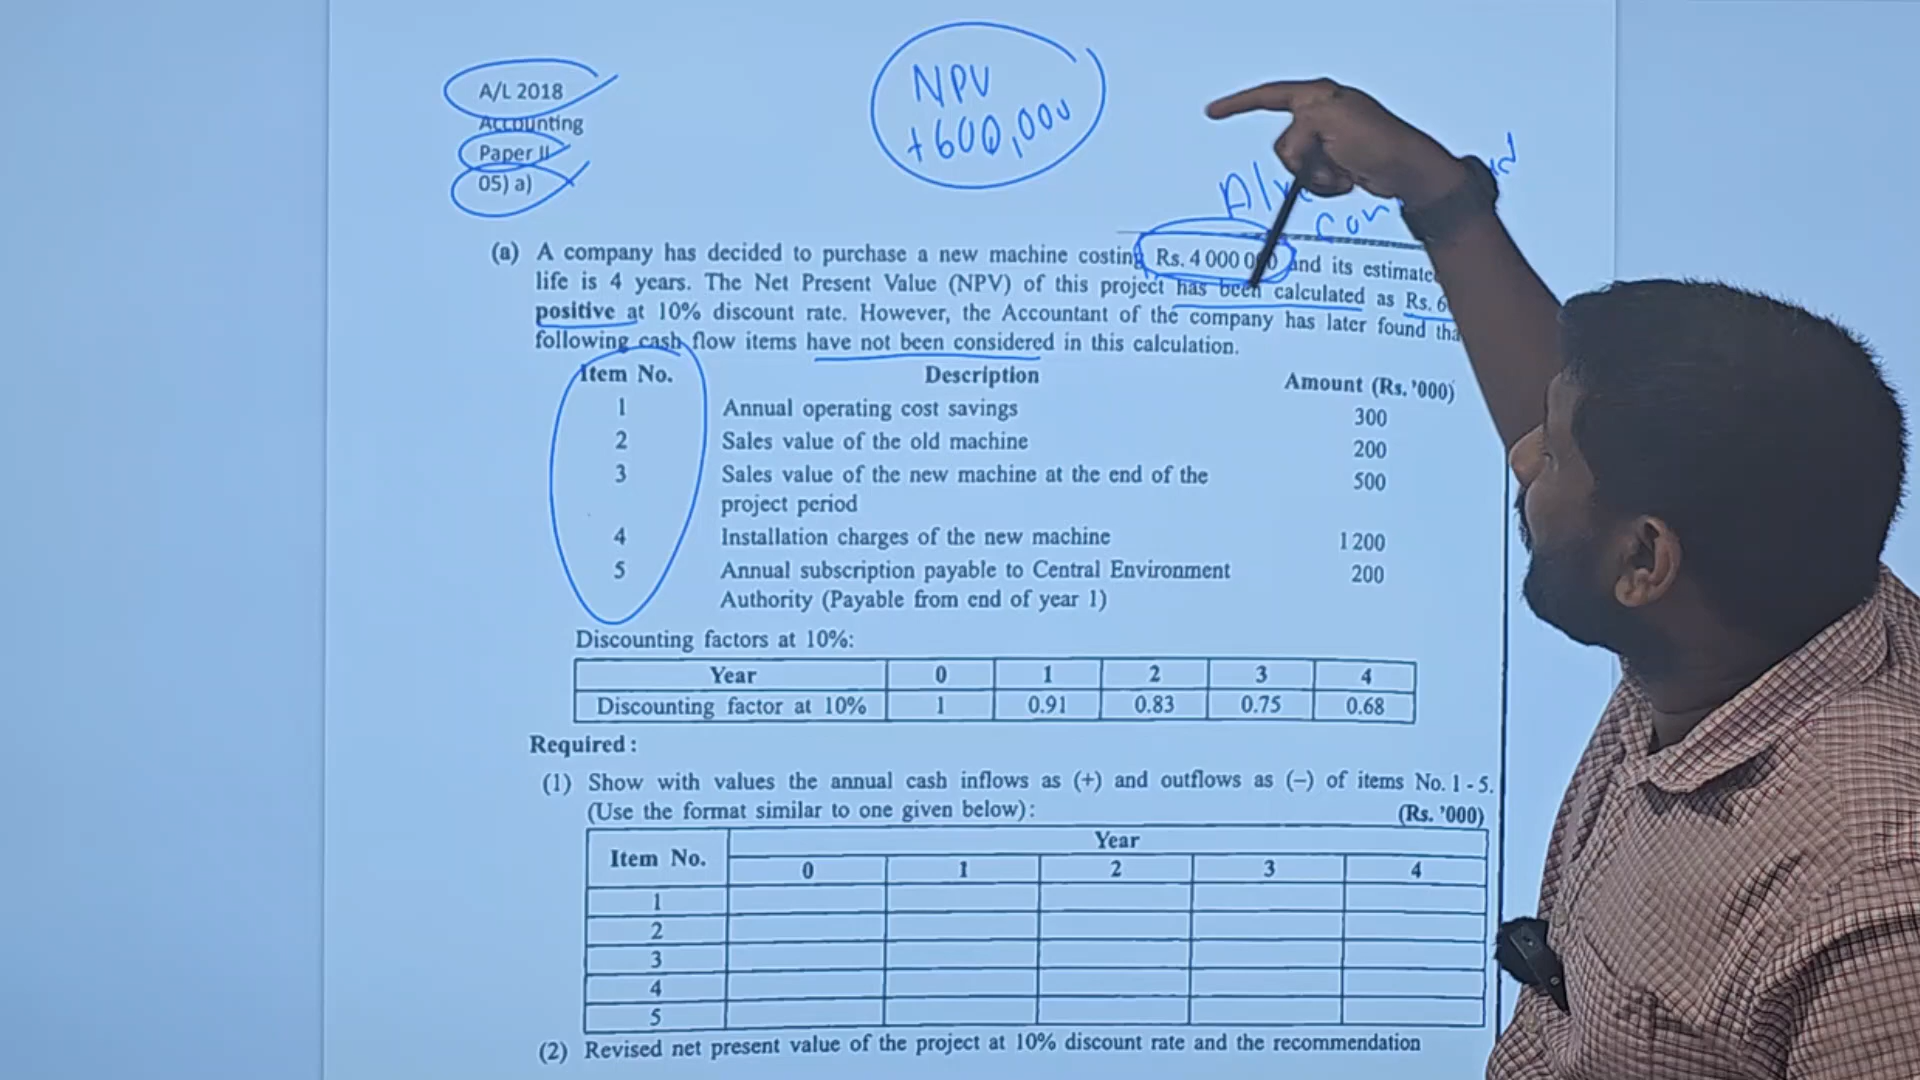 A/L 2018
Accounting
Paper II
05) a)
NPV
+600,000
(a) A company has decided to purchase a new machine costing Rs. 4 000 000 and its estimate
life is 4 years. The Net Present Value (NPV) of this project has been calculated as Rs. 6
positive at 10% discount rate. However, the Accountant of the company has later found tha
following cash flow items have not been considered in this calculation.
Item No. Description Amount (Rs. '000)
1 Annual operating cost savings 300
2 Sales value of the old machine 200
3 Sales value of the new machine at the end of the 500
project period
4 Installation charges of the new machine 1 200
5 Annual subscription payable to Central Environment 200
Authority (Payable from end of year 1)
Discounting factors at 10%:
Year 0 1 2 3 4
Discounting factor at 10% 1 0.91 0.83 0.75 0.68
Required :
(1) Show with values the annual cash inflows as (+) and outflows as (−) of items No. 1 - 5.
(Use the format similar to one given below): (Rs. '000)
Item No. Year
0 1 2 3 4
1
2
3
4
5
(2) Revised net present value of the project at 10% discount rate and the recommendation